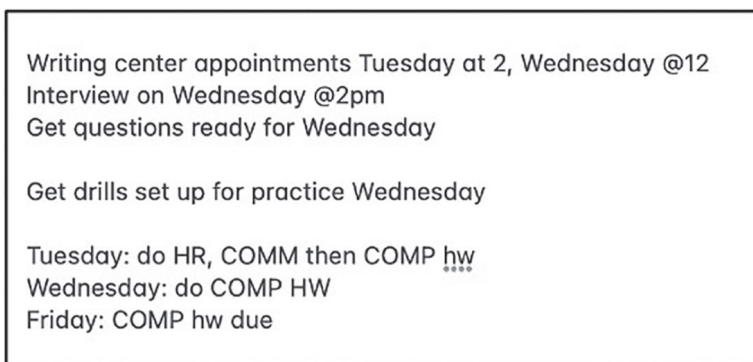 Writing center appointments Tuesday at 2, Wednesday @12
Interview on Wednesday @2pm
Get questions ready for Wednesday
Get drills set up for practice Wednesday
Tuesday: do HR, COMM then COMP hw
Wednesday: do COMP HW
Friday: COMP hw due